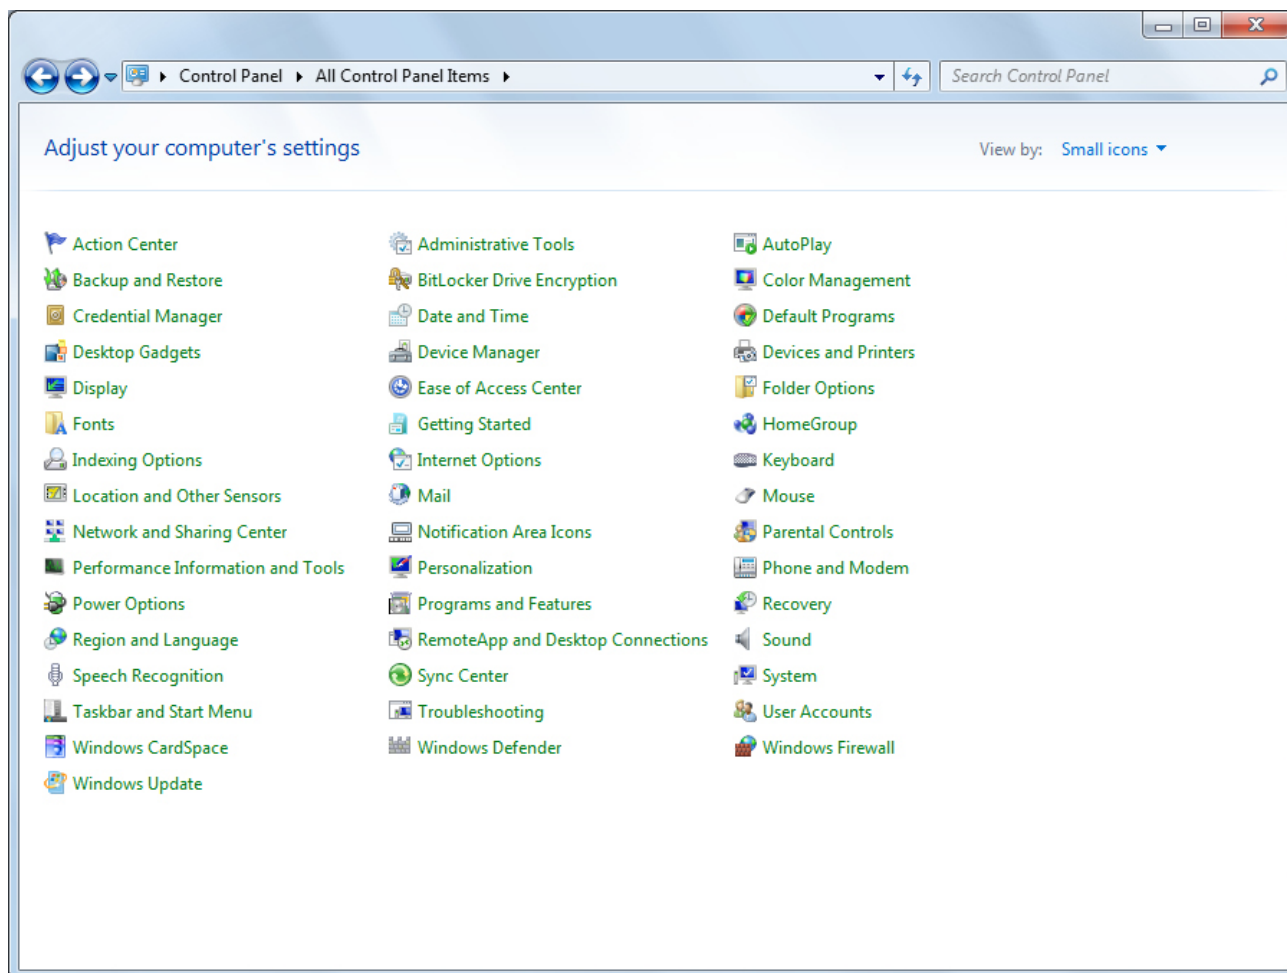 Control Panel All Control Panel Items Search Control Panel
Adjust your computer's settings View by: Small icons
Action Center Administrative Tools AutoPlay
Backup and Restore BitLocker Drive Encryption Color Management
Credential Manager Date and Time Default Programs
Desktop Gadgets Device Manager Devices and Printers
Display Ease of Access Center Folder Options
Fonts Getting Started HomeGroup
Indexing Options Internet Options Keyboard
Location and Other Sensors Mail Mouse
Network and Sharing Center Notification Area Icons Parental Controls
Performance Information and Tools Personalization Phone and Modem
Power Options Programs and Features Recovery
Region and Language RemoteApp and Desktop Connections Sound
Speech Recognition Sync Center System
Taskbar and Start Menu Troubleshooting User Accounts
Windows CardSpace Windows Defender Windows Firewall
Windows Update